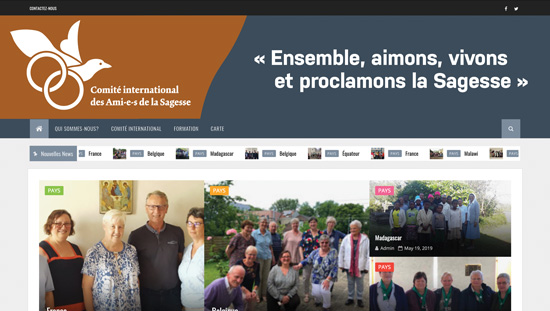 CONTACTEZ-NOUS
Comité international
des Ami-e-s de la Sagesse
« Ensemble, aimons, vivons
et proclamons la Sagesse »
QUI SOMMES-NOUS? COMITÉ INTERNATIONAL FORMATION CARTE
Nouvelles News France PAYS Belgique PAYS Madagascar PAYS Belgique PAYS Équateur PAYS France PAYS Malawi PAYS
PAYS PAYS PAYS
Madagascar
Admin May 19, 2019
PAYS
France Belgique